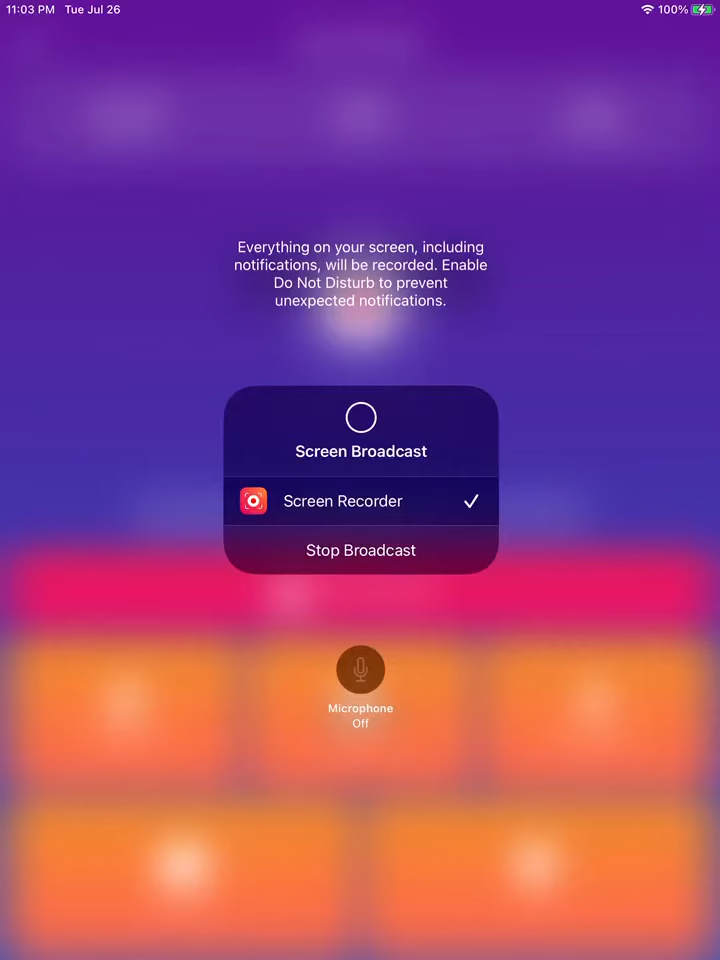 11:03 PM Tue Jul 26
100%
Everything on your screen, including
notifications, will be recorded. Enable
Do Not Disturb to prevent
unexpected notifications.
Screen Broadcast
Screen Recorder
Stop Broadcast
Microphone
Off